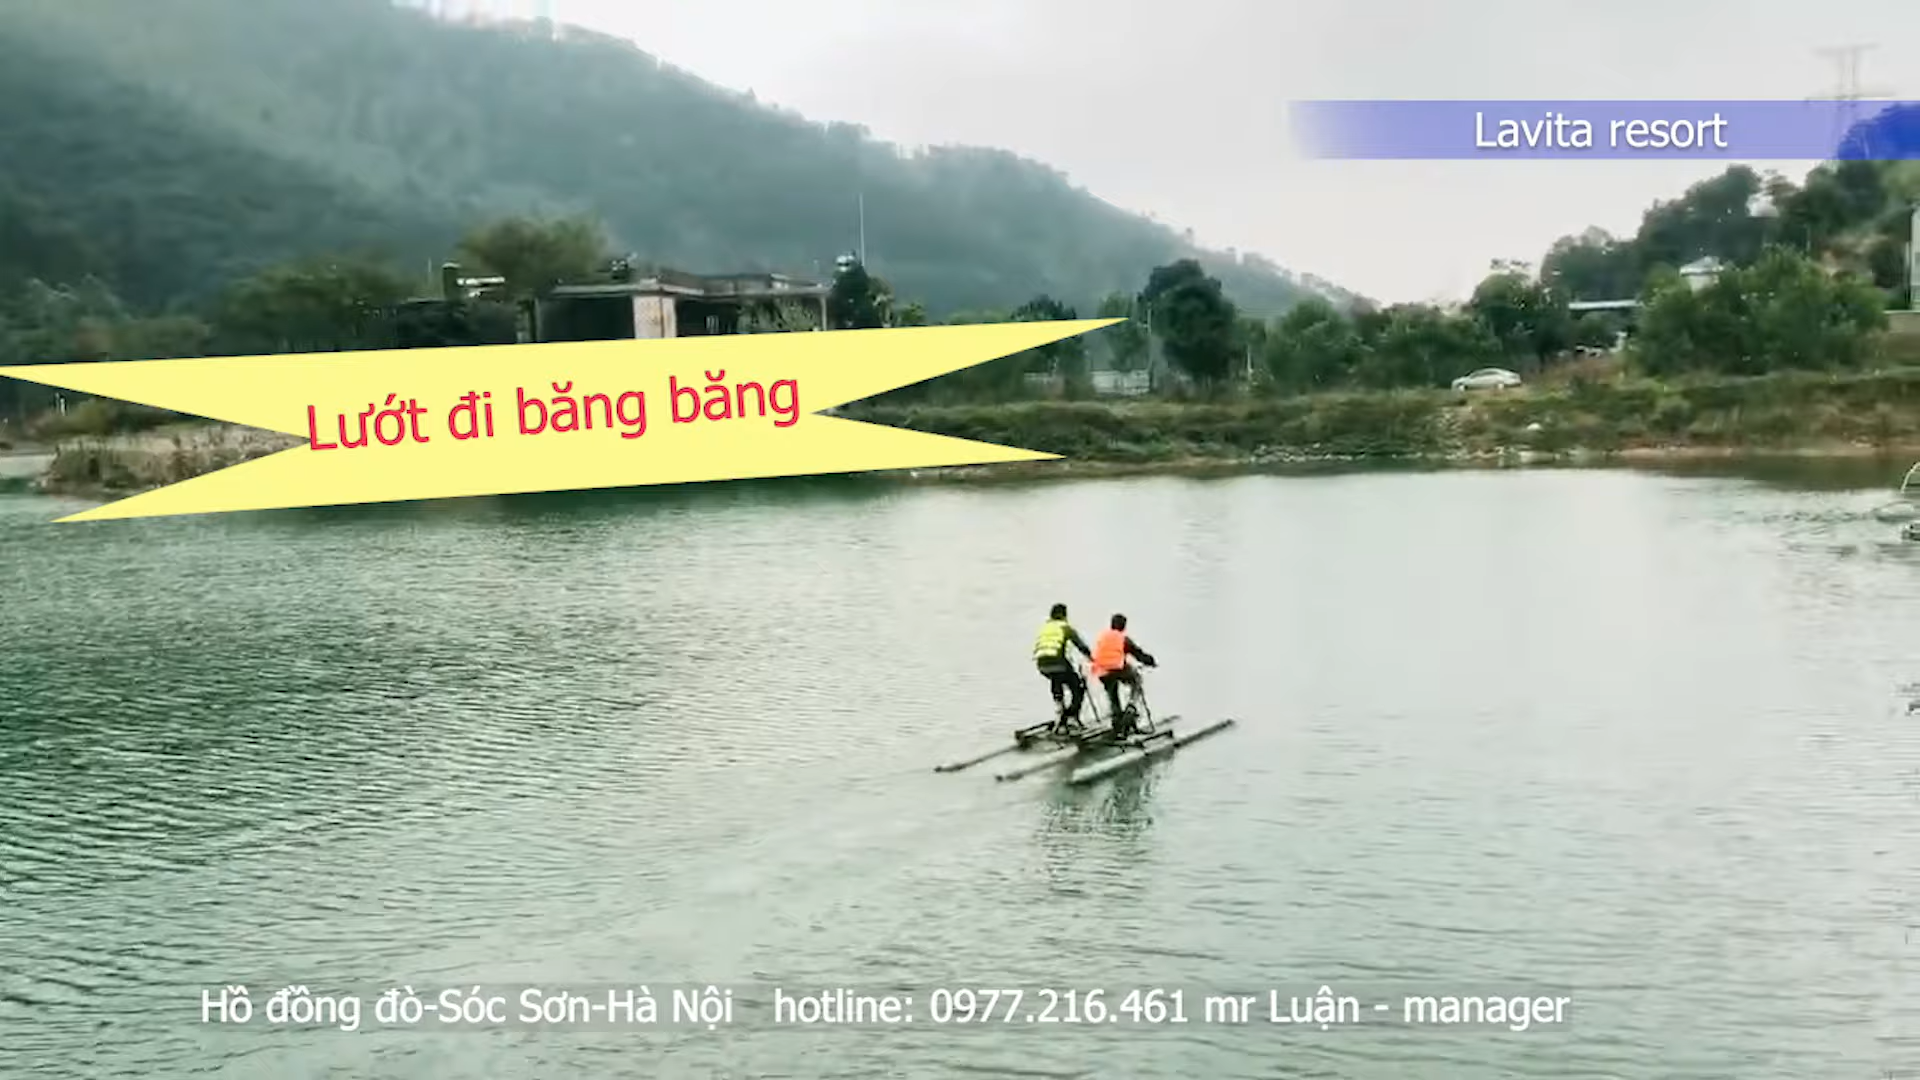 Lavita resort
Lướt đi băng băng
Hồ đồng đò-Sóc Sơn-Hà Nội hotline: 0977.216.461 mr Luận - manager